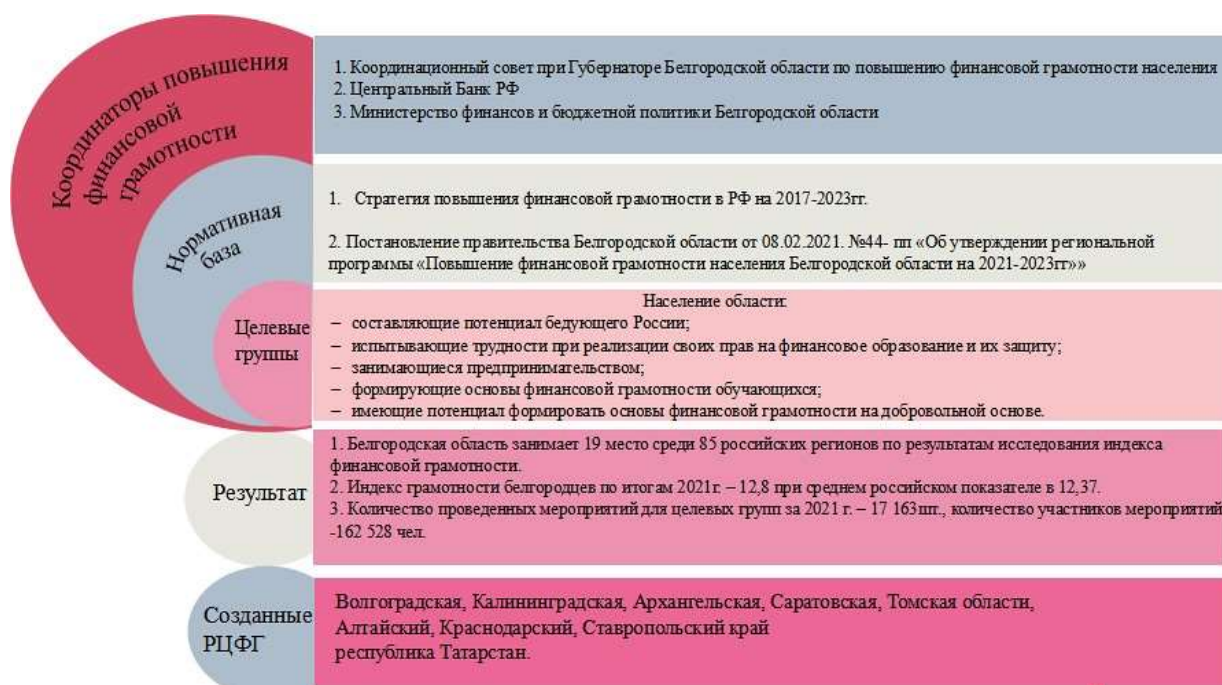 Координаторы повышения
финансовой
грамотности
1. Координационный совет при Губернаторе Белгородской области по повышению финансовой грамотности населения
2. Центральный Банк РФ
3. Министерство финансов и бюджетной политики Белгородской области
Нормативная
база
1. Стратегия повышения финансовой грамотности в РФ на 2017-2023гг.
2. Постановление правительства Белгородской области от 08.02.2021. №44- пп «Об утверждении региональной
программы «Повышение финансовой грамотности населения Белгородской области на 2021-2023гг»»
Целевые
группы
Население области:
– составляющие потенциал бедующего России;
– испытывающие трудности при реализации своих прав на финансовое образование и их защиту;
– занимающиеся предпринимательством;
– формирующие основы финансовой грамотности обучающихся;
– имеющие потенциал формировать основы финансовой грамотности на добровольной основе.
Результат
1. Белгородская область занимает 19 место среди 85 российских регионов по результатам исследования индекса
финансовой грамотности.
2. Индекс грамотности белгородцев по итогам 2021г. – 12,8 при среднем российском показателе в 12,37.
3. Количество проведенных мероприятий для целевых групп за 2021 г. – 17 163шт., количество участников мероприятий
-162 528 чел.
Созданные
РЦФГ
Волгоградская, Калининградская, Архангельская, Саратовская, Томская области,
Алтайский, Краснодарский, Ставропольский край
республика Татарстан.